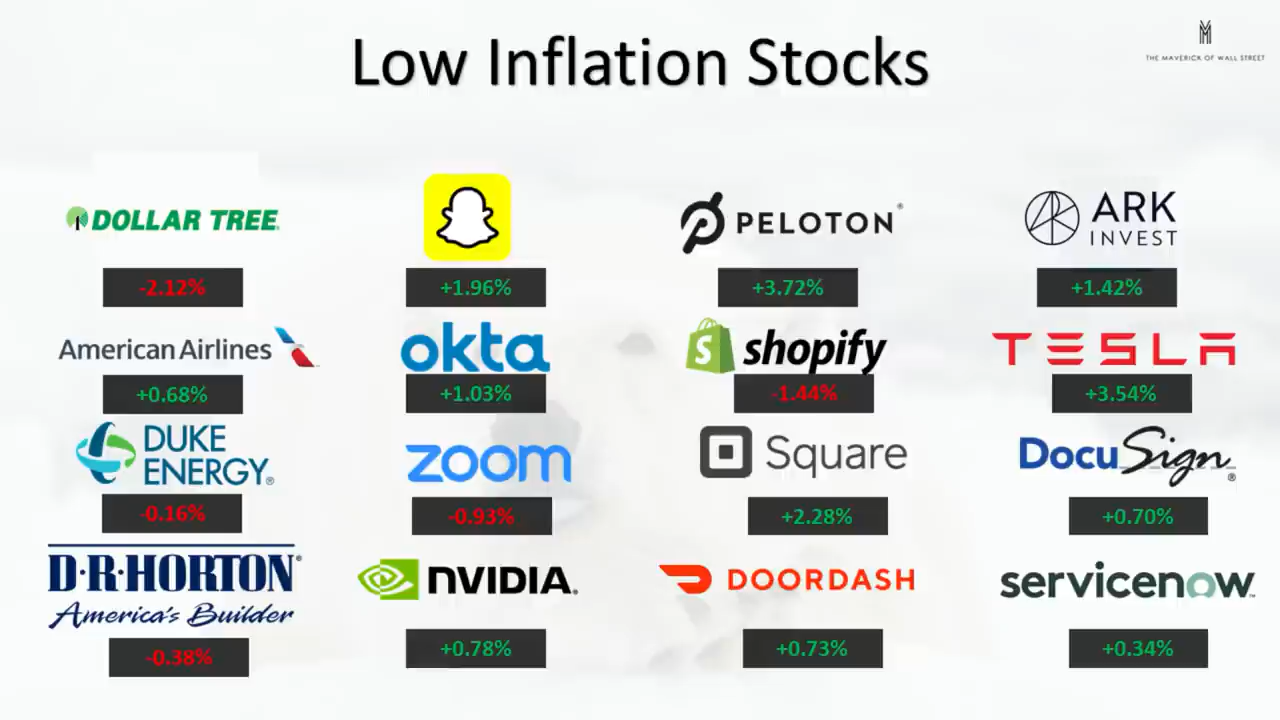 Low Inflation Stocks
THE MAVERICK OF WALL STREET
DOLLAR TREE
PELOTON®
ARK
INVEST
-2.12%
+1.96%
+3.72%
+1.42%
American Airlines
okta
shopify
TESLA
+0.68%
+1.03%
-1.44%
+3.54%
DUKE
ENERGY®
zoom
Square
DocuSign®
-0.16%
-0.93%
+2.28%
+0.70%
D·R·HORTON®
America's Builder
NVIDIA.
DOORDASH
servicenow™
-0.38%
+0.78%
+0.73%
+0.34%